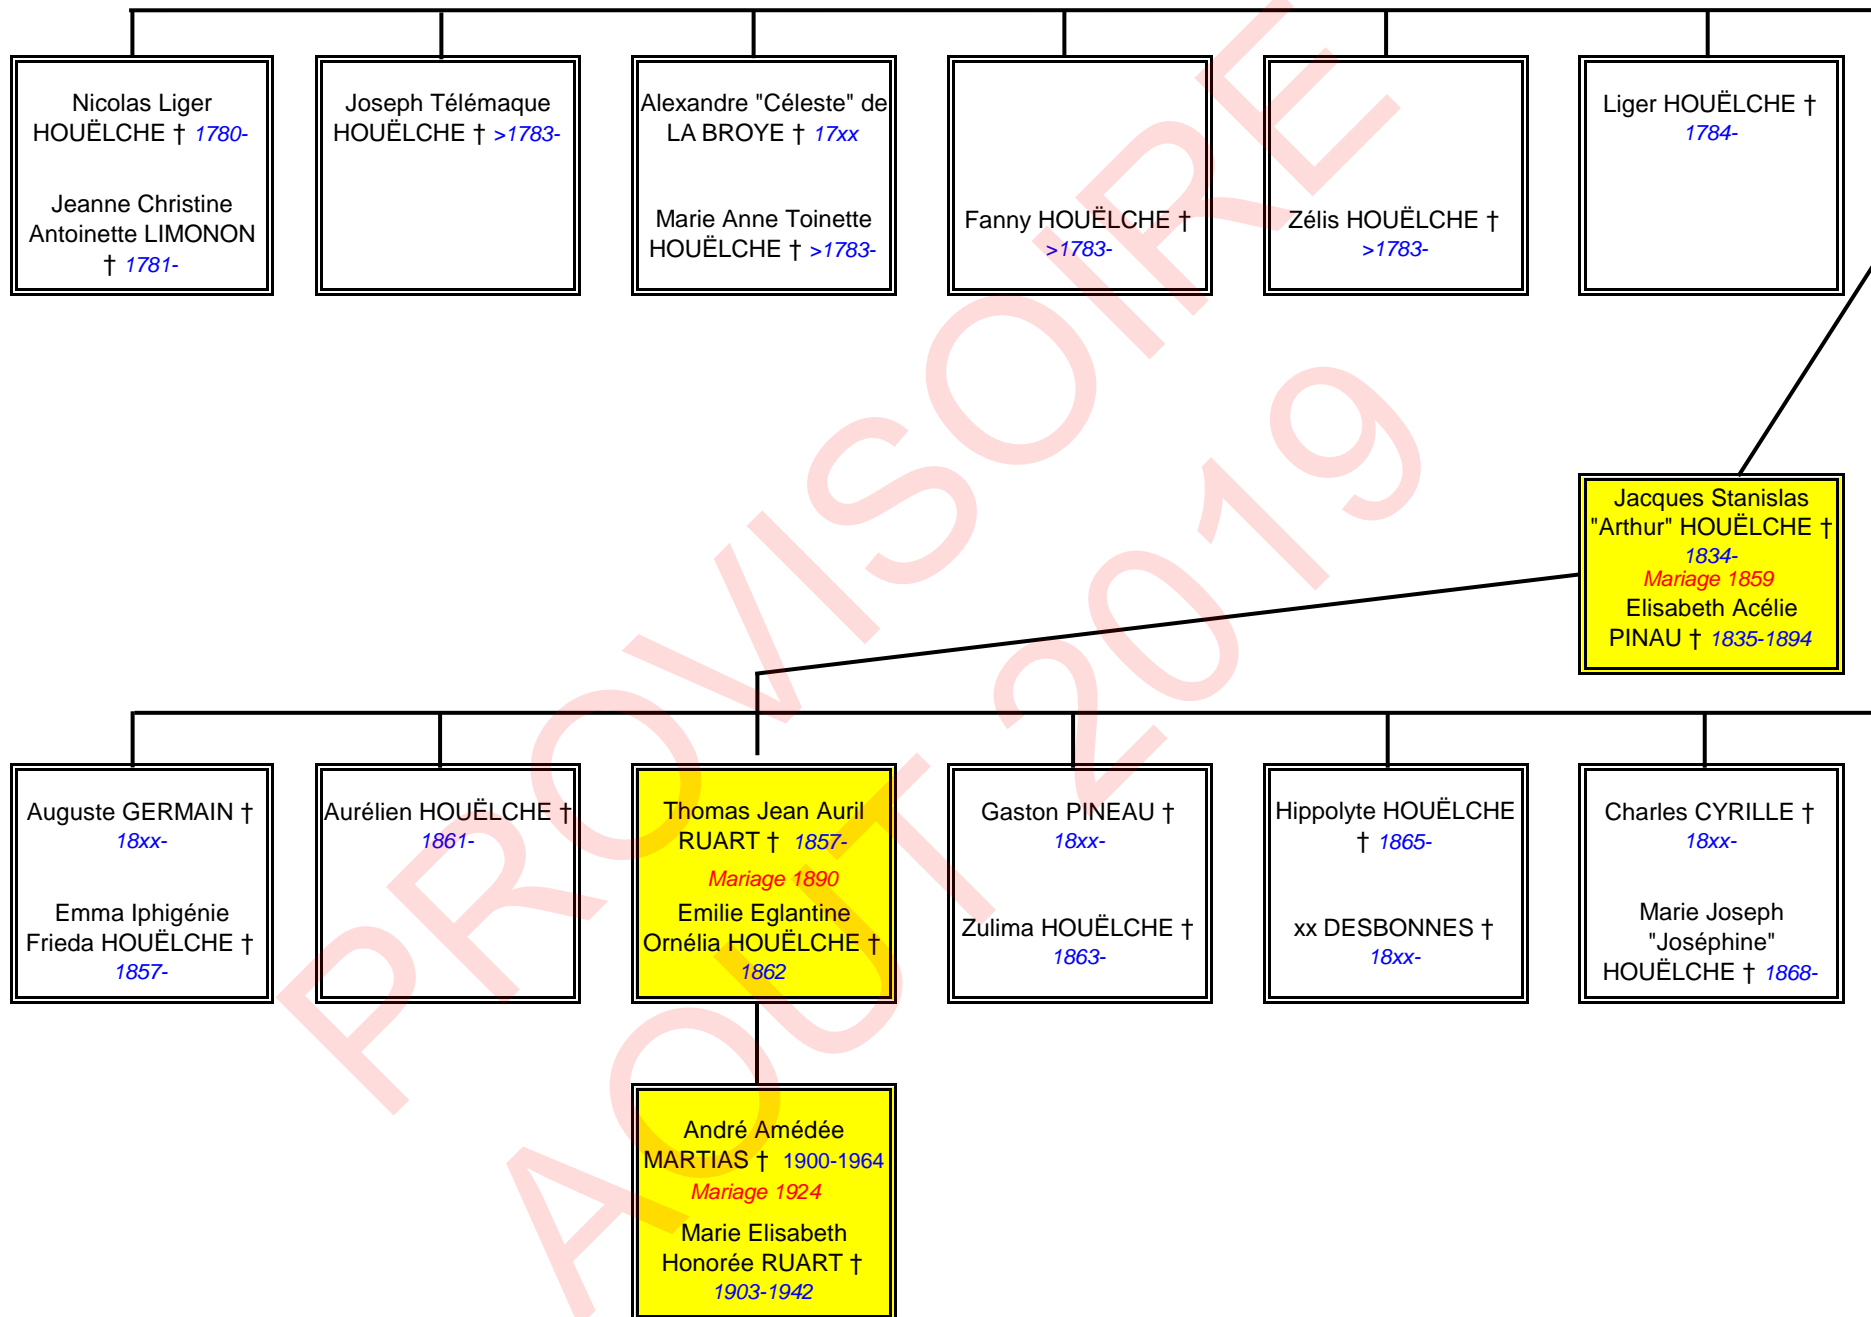 Nicolas Liger
HOUËLCHE † 1780-
Jeanne Christine
Antoinette LIMONON
† 1781-
Joseph Télémaque
HOUËLCHE † >1783-
Alexandre "Céleste" de
LA BROYE † 17xx
Marie Anne Toinette
HOUËLCHE † >1783-
Fanny HOUËLCHE †
>1783-
Zélis HOUËLCHE †
>1783-
Liger HOUËLCHE †
1784-
Jacques Stanislas
"Arthur" HOUËLCHE †
1834-
Mariage 1859
Elisabeth Acélie
PINAU † 1835-1894
Auguste GERMAIN †
18xx-
Emma Iphigénie
Frieda HOUËLCHE †
1857-
Aurélien HOUËLCHE †
1861-
Thomas Jean Auril
RUART † 1857-
Mariage 1890
Emilie Eglantine
Ornélia HOUËLCHE †
1862
Gaston PINEAU †
18xx-
Zulima HOUËLCHE †
1863-
Hippolyte HOUËLCHE
† 1865-
xx DESBONNES †
18xx-
Charles CYRILLE †
18xx-
Marie Joseph
"Joséphine"
HOUËLCHE † 1868-
André Amédée
MARTIAS † 1900-1964
Mariage 1924
Marie Elisabeth
Honorée RUART †
1903-1942
PROVISOIRE
AOUT 2019